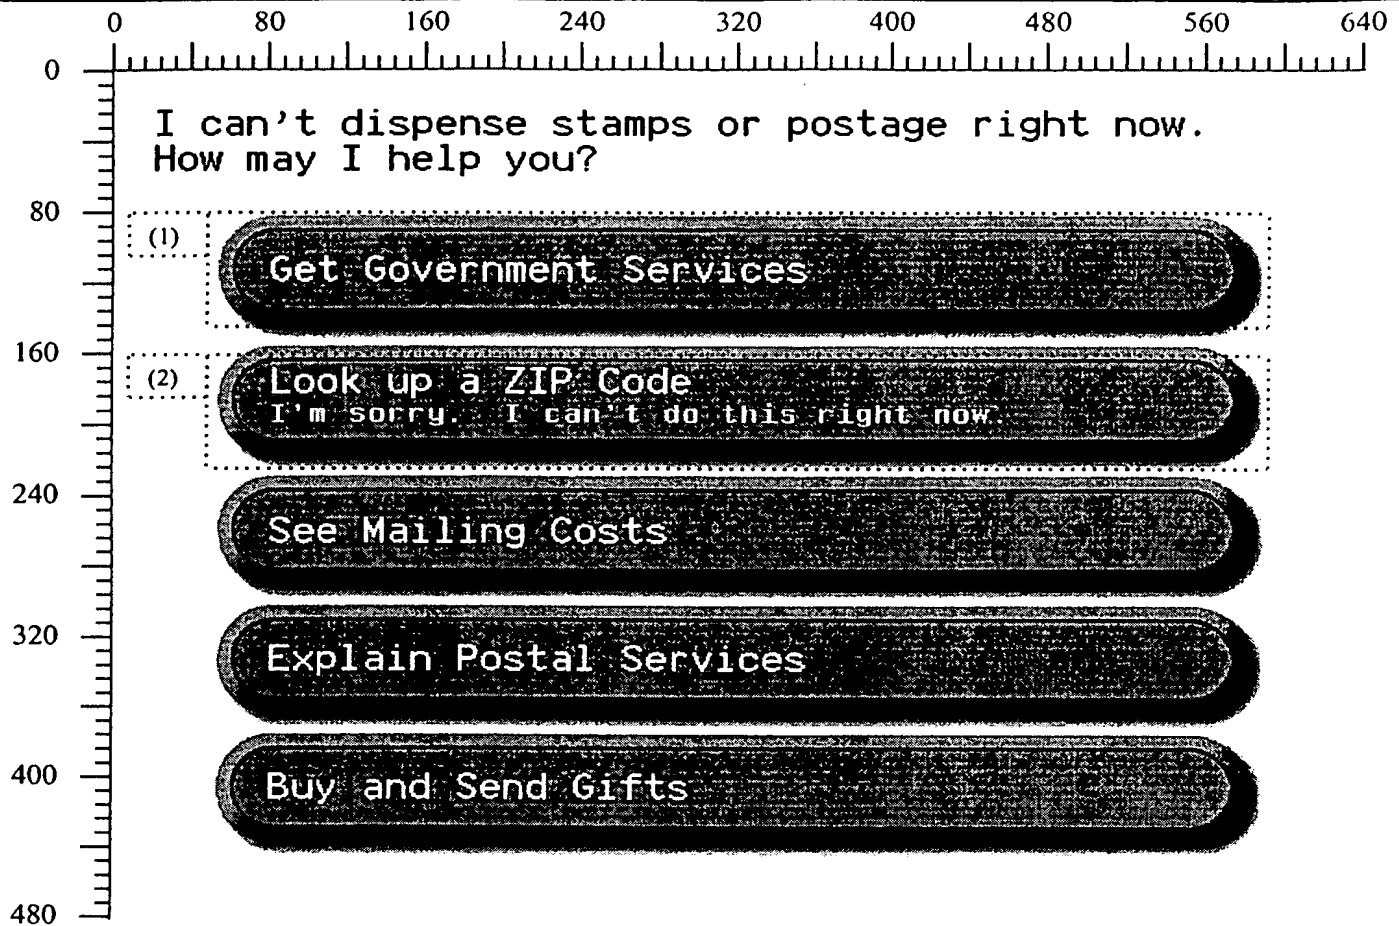 0 80 160 240 320 400 480 560 640
0
I can't dispense stamps or postage right now.
How may I help you?
80
(1)
Get Government Services
160
(2)
Look up a ZIP Code
I'm sorry. I can't do this right now.
240
See Mailing Costs
320
Explain Postal Services
400
Buy and Send Gifts
480